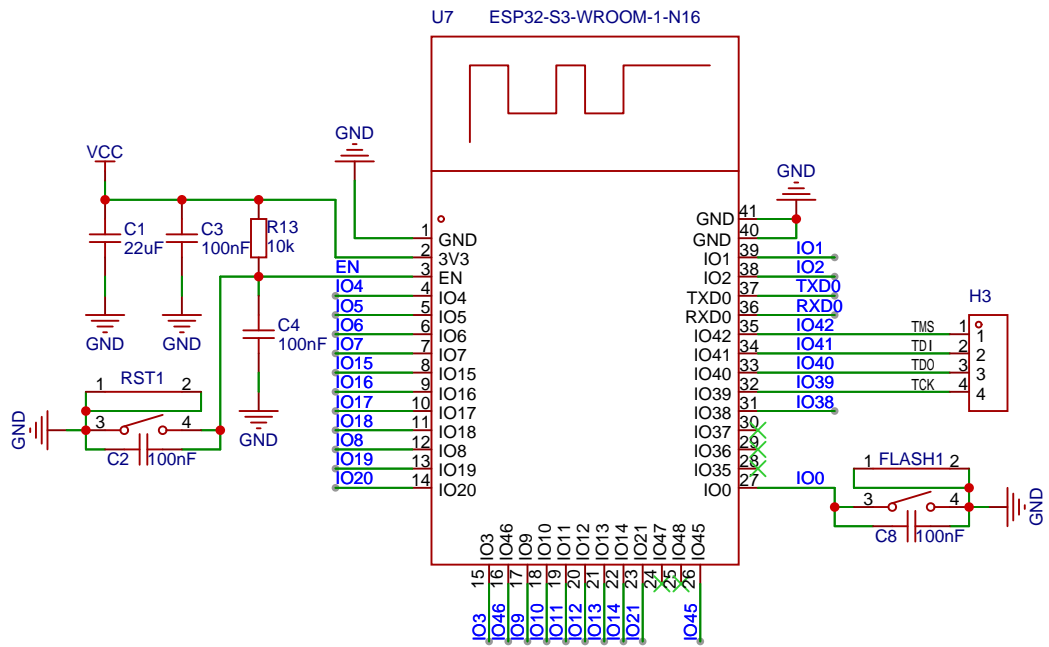 U7 ESP32-S3-WROOM-1-N16
GND
VCC
GND
C1
22uF
C3
100nF
R13
10k
GND
GND
C4
100nF
GND
1 RST1 2
GND
3 4
C2 100nF
1 GND
2 3V3
EN 3 EN
IO4 4 IO4
IO5 5 IO5
IO6 6 IO6
IO7 7 IO7
IO15 8 IO15
IO16 9 IO16
IO17 10 IO17
IO18 11 IO18
IO8 12 IO8
IO19 13 IO19
IO20 14 IO20
GND 41
GND 40
IO1 39 IO1
IO2 38 IO2
TXD0 37 TXD0
RXD0 36 RXD0
IO42 35 IO42 TMS 1 1
IO41 34 IO41 TDI 2 2
IO40 33 IO40 TDO 3 3
IO39 32 IO39 TCK 4 4
IO38 31 IO38
IO37 30
IO36 29
IO35 28
IO0 27 IO0
H3
1 FLASH1 2
3 4
GND
C8 100nF
IO3 15 IO3
IO46 16 IO46
IO9 17 IO9
IO10 18 IO10
IO11 19 IO11
IO12 20 IO12
IO13 21 IO13
IO14 22 IO14
IO21 23 IO21
IO47 24
IO48 25
IO45 26 IO45